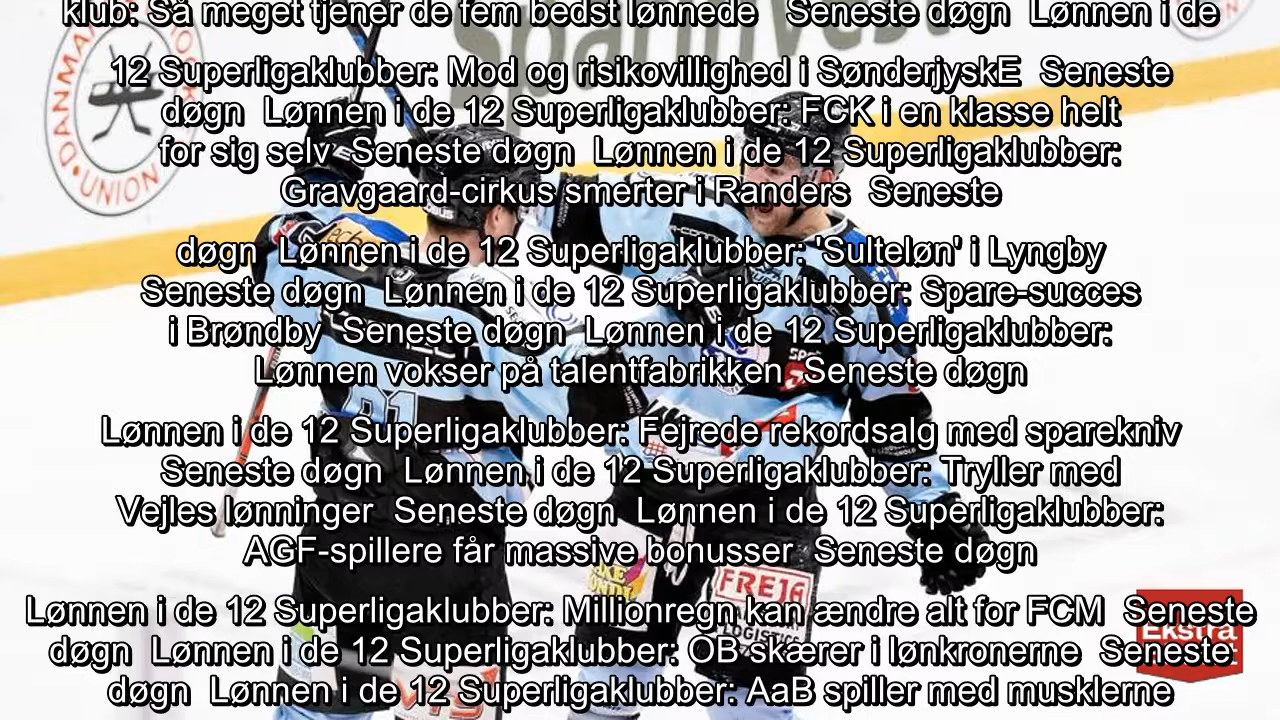 klub: Så meget tjener de fem bedst lønnede Seneste døgn Lønnen i de
12 Superligaklubber: Mod og risikovillighed i SønderjyskE Seneste
døgn Lønnen i de 12 Superligaklubber: FCK i en klasse helt
for sig selv Seneste døgn Lønnen i de 12 Superligaklubber:
Gravgaard-cirkus smerter i Randers Seneste
døgn Lønnen i de 12 Superligaklubber: 'Sulteløn' i Lyngby
Seneste døgn Lønnen i de 12 Superligaklubber: Spare-succes
i Brøndby Seneste døgn Lønnen i de 12 Superligaklubber:
Lønnen vokser på talentfabrikken Seneste døgn
Lønnen i de 12 Superligaklubber: Fejrede rekordsalg med sparekniv
Seneste døgn Lønnen i de 12 Superligaklubber: Tryller med
Vejles lønninger Seneste døgn Lønnen i de 12 Superligaklubber:
AGF-spillere får massive bonusser Seneste døgn
Lønnen i de 12 Superligaklubber: Millionregn kan ændre alt for FCM Seneste
døgn Lønnen i de 12 Superligaklubber: OB skærer i lønkronerne Seneste
døgn Lønnen i de 12 Superligaklubber: AaB spiller med musklerne
DANMARK
UNION
FREJA
LOGISTICS
Ekstra